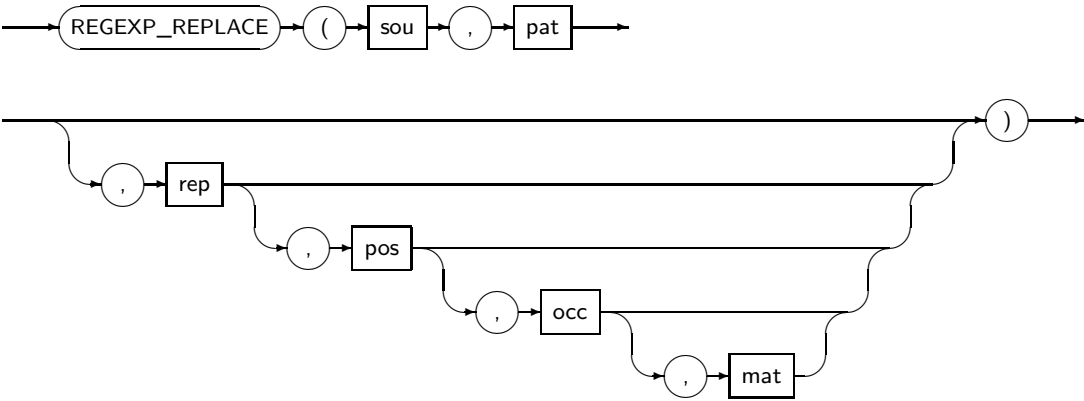 REGEXP_REPLACE ( sou , pat
)
, rep
, pos
, occ
, mat